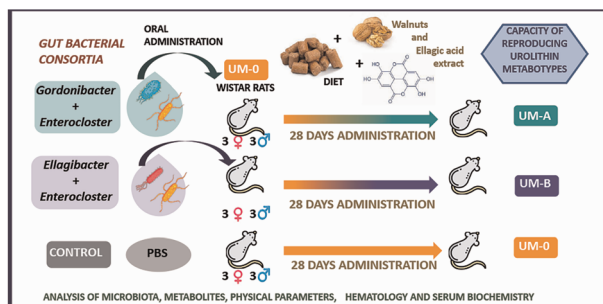 GUT BACTERIAL
CONSORTIA
ORAL
ADMINISTRATION
UM-0
WISTAR RATS
DIET
Walnuts
and
Ellagic acid
extract
CAPACITY OF
REPRODUCING
UROLITHIN
METABOTYPES
Gordonibacter
+
Enterocloster
3 ♀ 3 ♂
28 DAYS ADMINISTRATION
UM-A
Ellagibacter
+
Enterocloster
3 ♀ 3 ♂
28 DAYS ADMINISTRATION
UM-B
CONTROL
PBS
3 ♀ 3 ♂
28 DAYS ADMINISTRATION
UM-0
ANALYSIS OF MICROBIOTA, METABOLITES, PHYSICAL PARAMETERS, HEMATOLOGY AND SERUM BIOCHEMISTRY